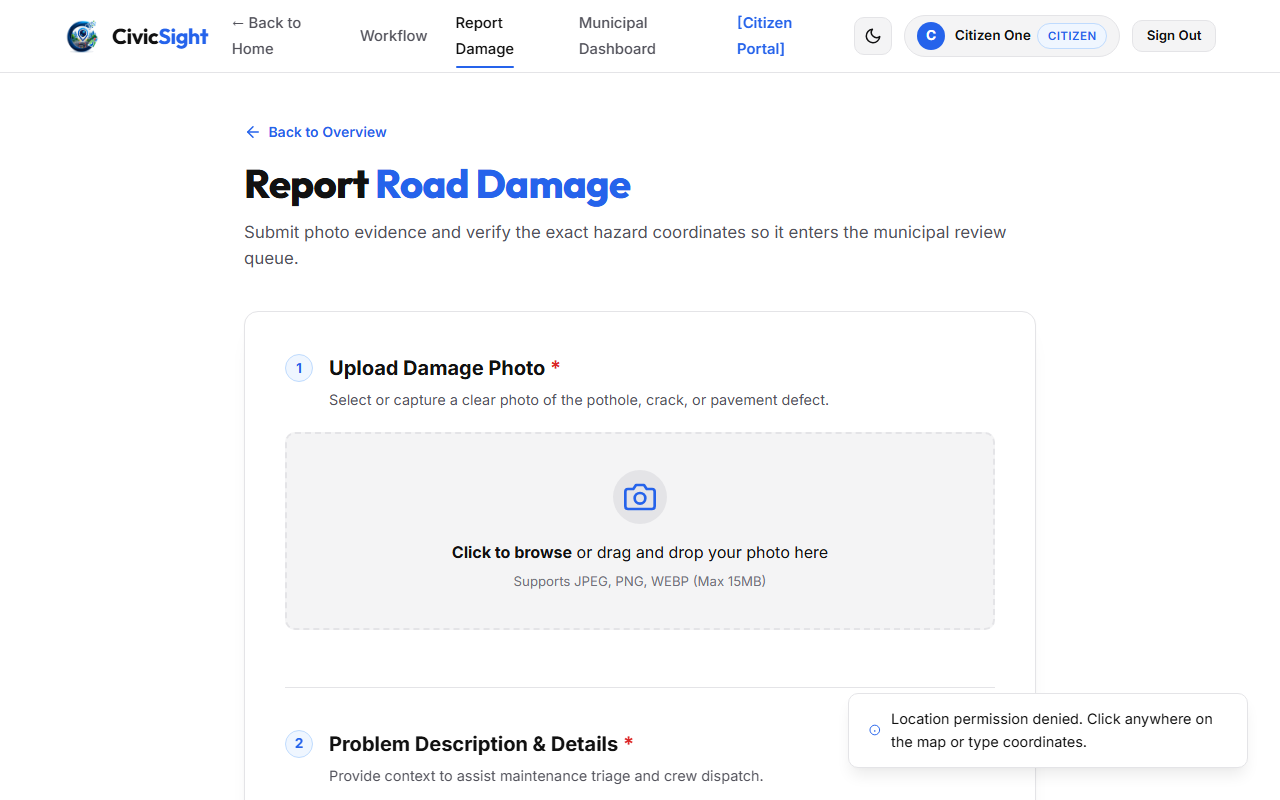 CivicSight
← Back to
Home
Workflow
Report
Damage
Municipal
Dashboard
[Citizen
Portal]
C
Citizen One
CITIZEN
Sign Out
Back to Overview
Report Road Damage
Submit photo evidence and verify the exact hazard coordinates so it enters the municipal review
queue.
1
Upload Damage Photo *
Select or capture a clear photo of the pothole, crack, or pavement defect.
Click to browse or drag and drop your photo here
Supports JPEG, PNG, WEBP (Max 15MB)
2
Problem Description & Details *
Provide context to assist maintenance triage and crew dispatch.
Location permission denied. Click anywhere on
the map or type coordinates.